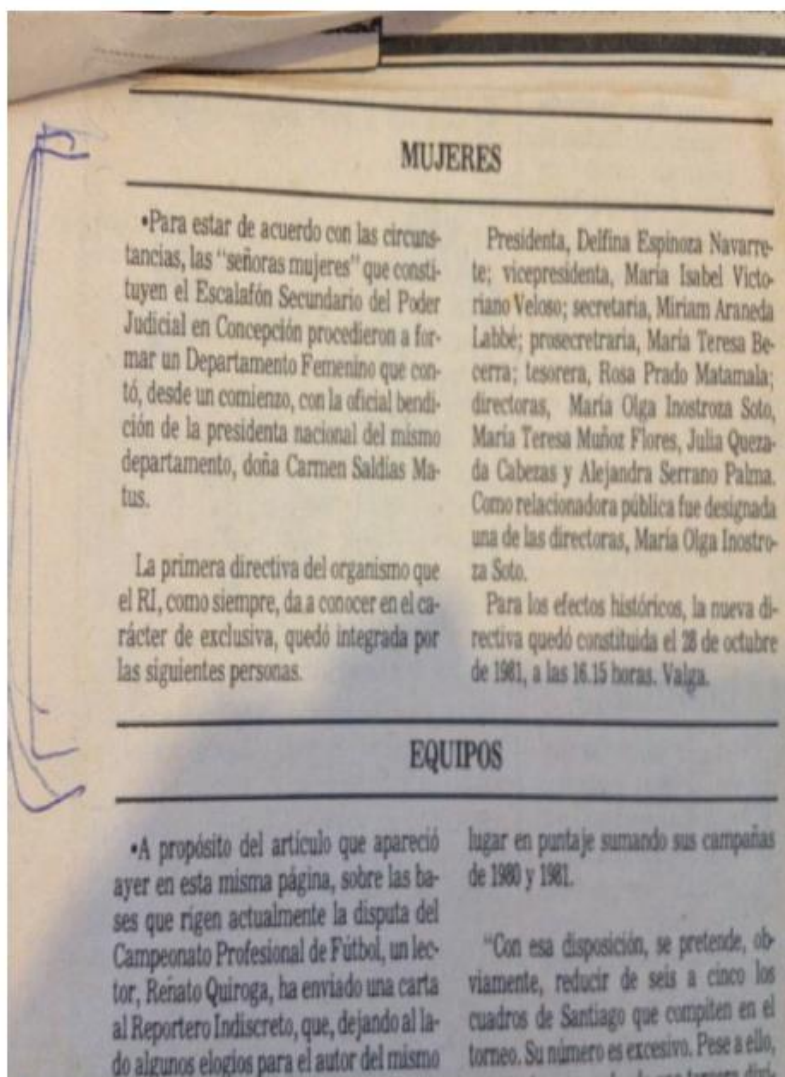 MUJERES
•Para estar de acuerdo con las circuns-
tancias, las "señoras mujeres" que consti-
tuyen el Escalafón Secundario del Poder
Judicial en Concepción procedieron a for-
mar un Departamento Femenino que con-
tó, desde un comienzo, con la oficial bendi-
ción de la presidenta nacional del mismo
departamento, doña Carmen Saldías Ma-
tus.
La primera directiva del organismo que
el RI, como siempre, da a conocer en el ca-
rácter de exclusiva, quedó integrada por
las siguientes personas.
Presidenta, Delfina Espinoza Navarre-
te; vicepresidenta, María Isabel Victo-
riano Veloso; secretaria, Miriam Araneda
Labbé; prosecretraria, María Teresa Be-
cerra; tesorera, Rosa Prado Matamala;
directoras, María Olga Inostroza Soto,
María Teresa Muñoz Flores, Julia Queza-
da Cabezas y Alejandra Serrano Palma.
Como relacionadora pública fue designada
una de las directoras, María Olga Inostro-
za Soto.
Para los efectos históricos, la nueva di-
rectiva quedó constituida el 28 de octubre
de 1981, a las 16.15 horas. Valga.
EQUIPOS
•A propósito del artículo que apareció
ayer en esta misma página, sobre las ba-
ses que rigen actualmente la disputa del
Campeonato Profesional de Fútbol, un lec-
tor, Renato Quiroga, ha enviado una carta
al Reportero Indiscreto, que, dejando al la-
do algunos elogios para el autor del mismo
lugar en puntaje sumando sus campañas
de 1980 y 1981.
"Con esa disposición, se pretende, ob-
viamente, reducir de seis a cinco los
cuadros de Santiago que compiten en el
torneo. Su número es excesivo. Pese a ello,